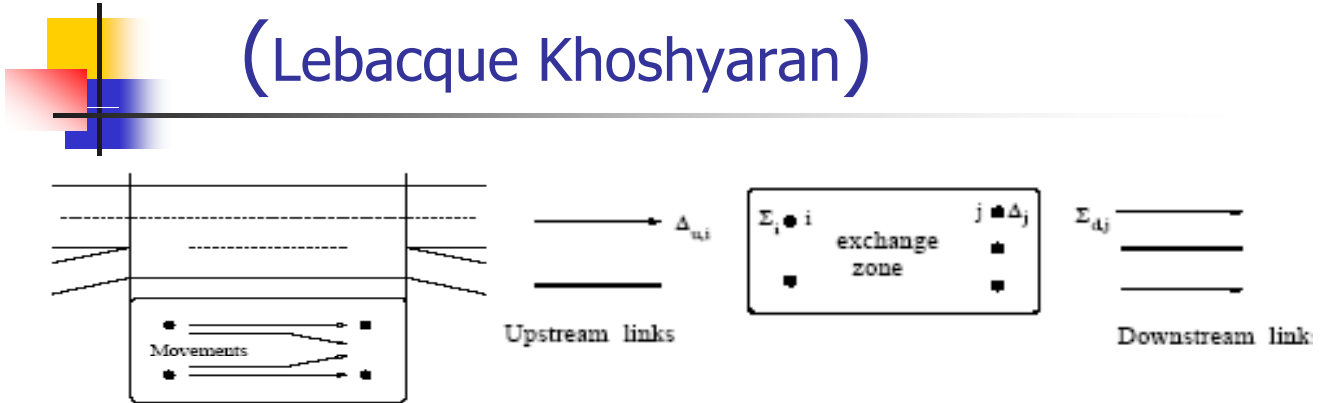 (Lebacque Khoshyaran)
Movements
Δu,i
Upstream links
Σi i
exchange
zone
j Δj
Σd,j
Downstream link